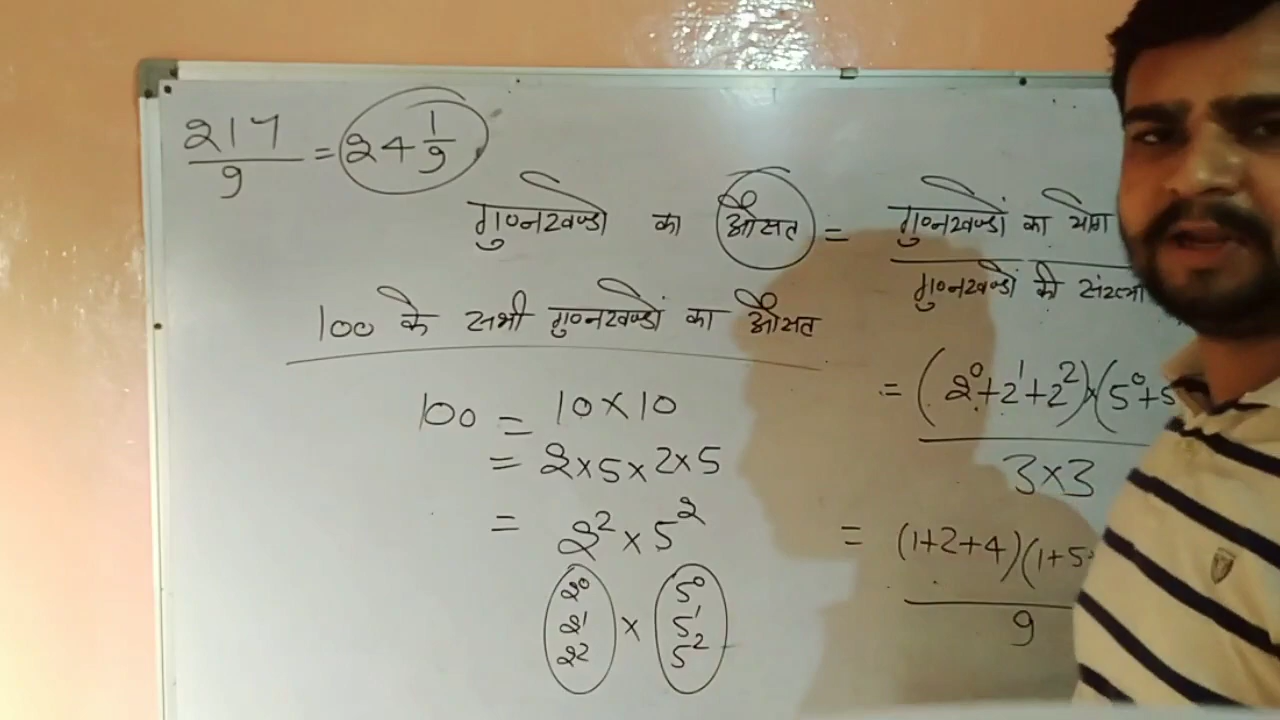 217/9 = 24 1/9
गुणनखण्डो का औसत = गुणनखण्डों का योग / गुणनखण्डों की संख्या
100 के सभी गुणनखण्डों का औसत
100 = 10×10
= 2×5×2×5
= 2² × 5²
2⁰ × 5⁰
2¹ 5¹
2² 5²
= (2⁰+2¹+2²)×(5⁰+5
3×3
= (1+2+4)(1+5
9